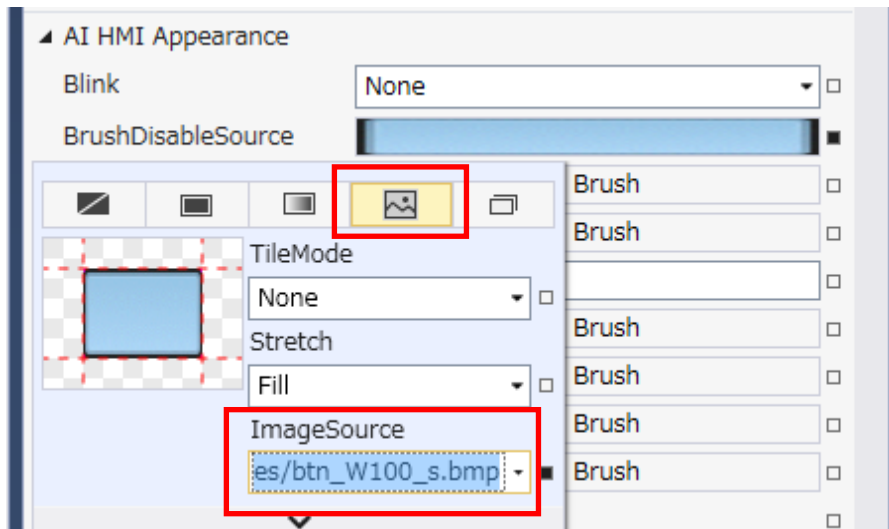 AI HMI Appearance
Blink
None
BrushDisableSource
Brush
Brush
TileMode
None
Stretch
Brush
Fill
Brush
ImageSource
Brush
es/btn_W100_s.bmp
Brush